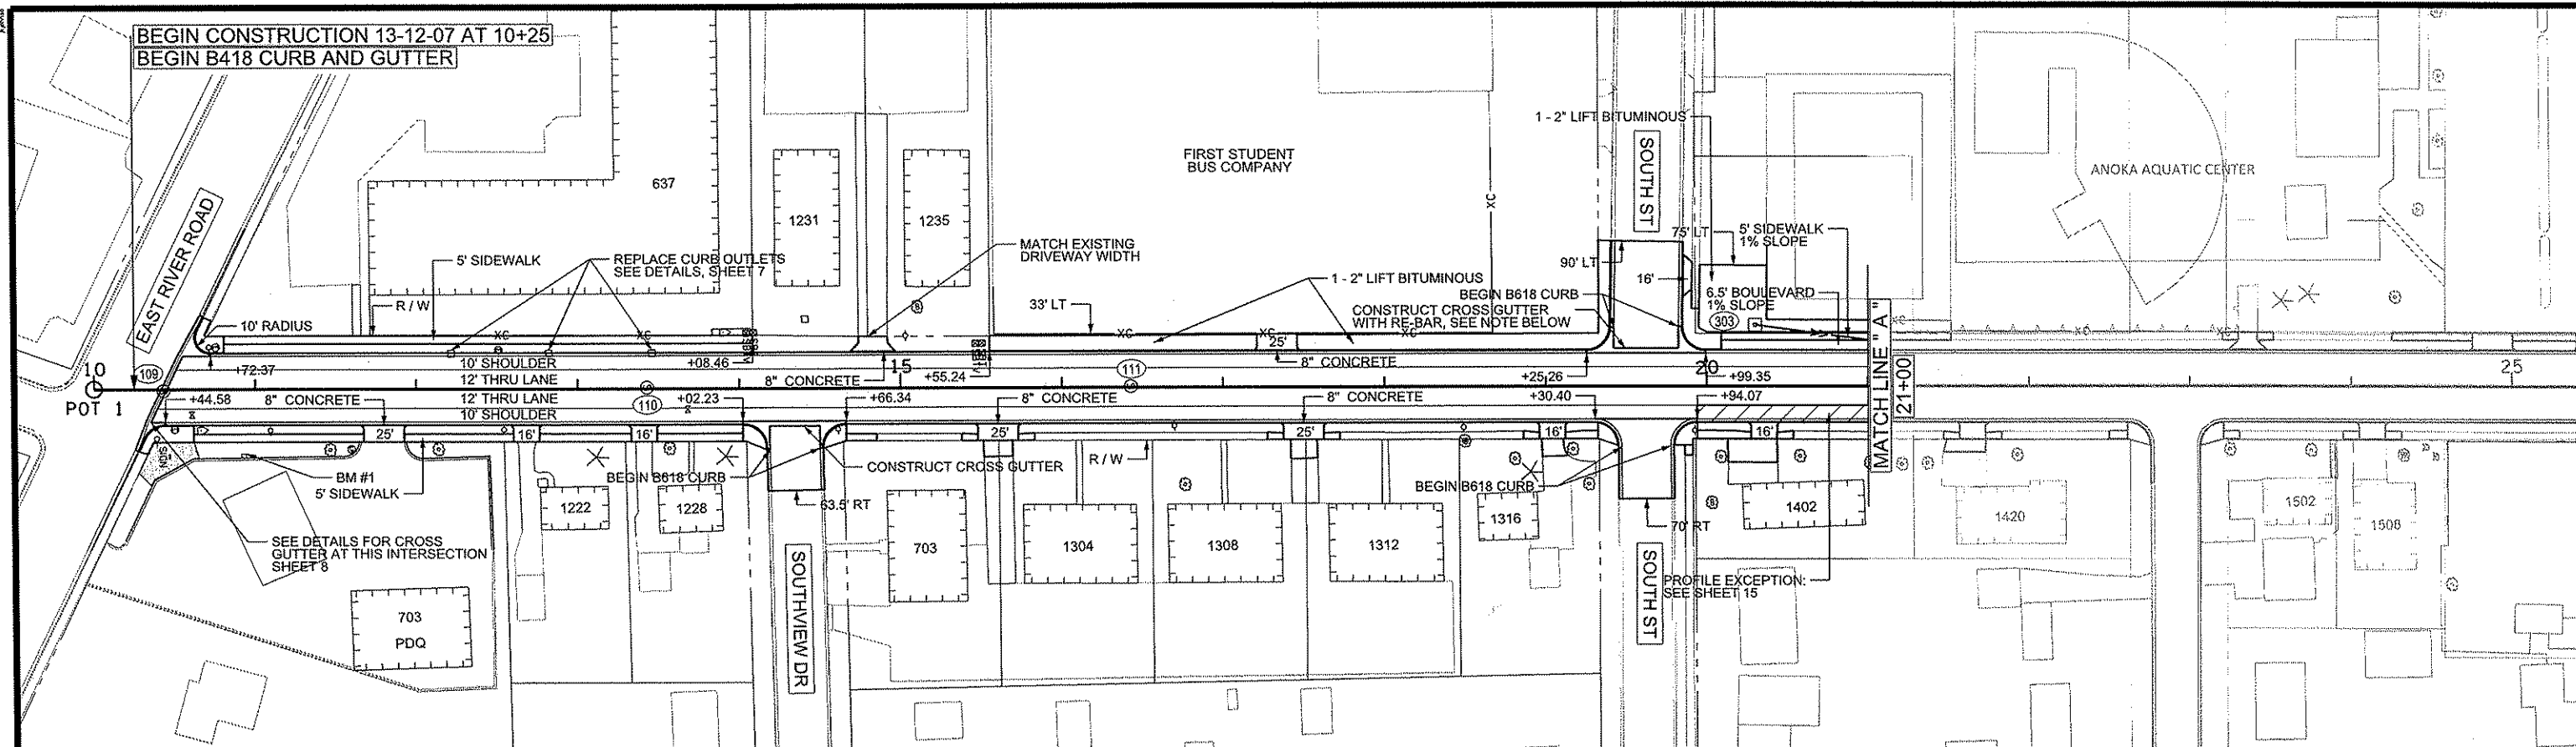 BEGIN CONSTRUCTION 13-12-07 AT 10+25
BEGIN B418 CURB AND GUTTER
EAST RIVER ROAD
637
1231
1235
FIRST STUDENT
BUS COMPANY
1 - 2" LIFT BITUMINOUS
SOUTH ST
ANOKA AQUATIC CENTER
5' SIDEWALK
REPLACE CURB OUTLETS
SEE DETAILS, SHEET 7
MATCH EXISTING
DRIVEWAY WIDTH
75' LT
5' SIDEWALK
1% SLOPE
90' LT
16'
1 - 2" LIFT BITUMINOUS
BEGIN B618 CURB
6.5' BOULEVARD
1% SLOPE
R / W
33' LT
CONSTRUCT CROSS GUTTER
WITH RE-BAR, SEE NOTE BELOW
303
10' RADIUS
XC
XC
XC
XC
XC
XC
XC
XC
25'
10
109
+72.37
10' SHOULDER
12' THRU LANE
+08.46
8" CONCRETE
15
+55.24
111
8" CONCRETE
+25.26
20
+99.35
25
MATCH LINE "A"
21+00
POT 1
+44.58
8" CONCRETE
12' THRU LANE
10' SHOULDER
110
+02.23
+66.34
8" CONCRETE
8" CONCRETE
+30.40
+94.07
25'
16'
16'
25'
25'
16'
16'
SIGN
BM #1
5' SIDEWALK
BEGIN B618 CURB
CONSTRUCT CROSS GUTTER
R / W
BEGIN B618 CURB
63.5' RT
70' RT
1222
1228
703
1304
1308
1312
1316
1402
1420
1502
1508
SEE DETAILS FOR CROSS
GUTTER AT THIS INTERSECTION
SHEET 8
SOUTHVIEW DR
SOUTH ST
PROFILE EXCEPTION:
SEE SHEET 15
703
PDQ